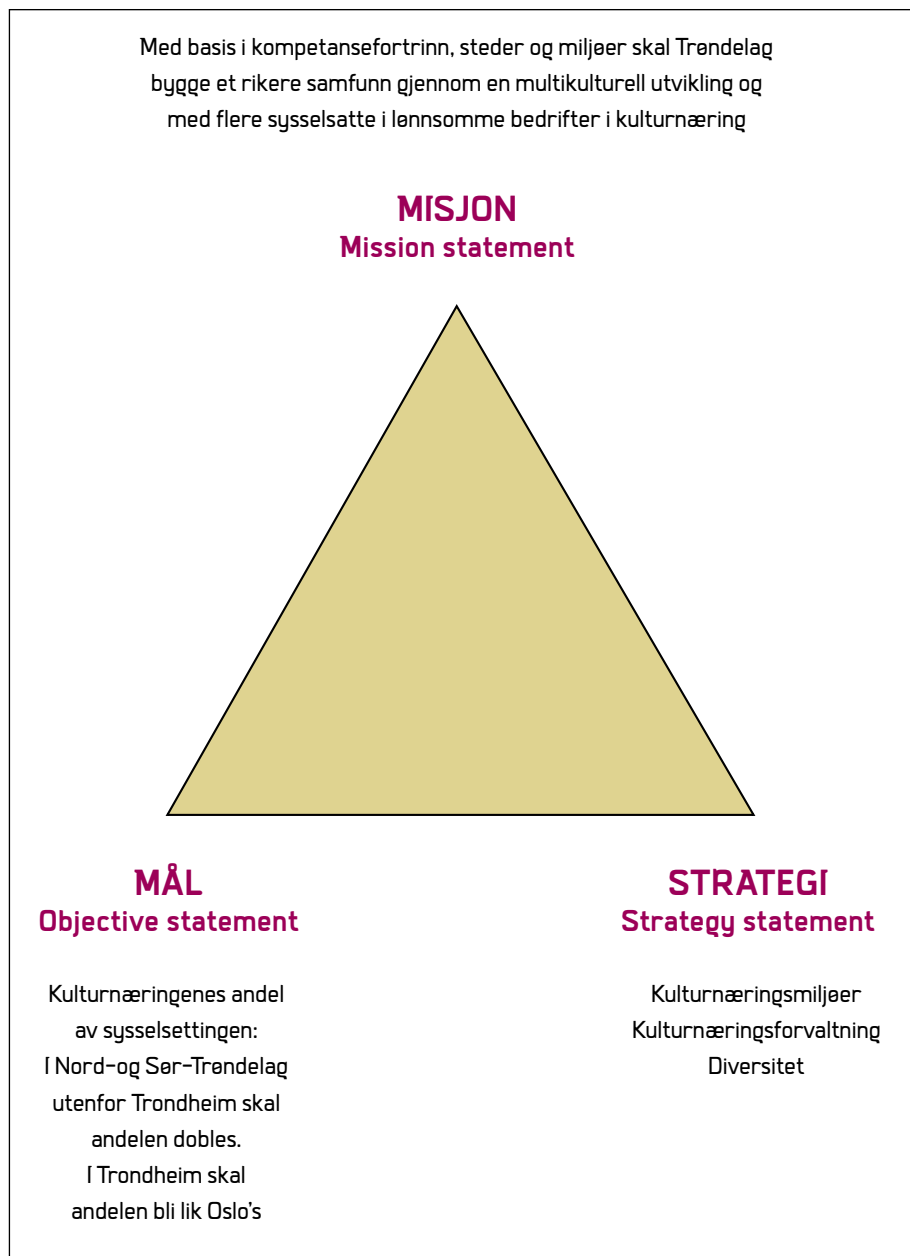 Med basis i kompetansefortrinn, steder og miljøer skal Trøndelag
bygge et rikere samfunn gjennom en multikulturell utvikling og
med flere sysselsatte i lønnsomme bedrifter i kulturnæring
MISJON
Mission statement
MÅL
Objective statement
Kulturnæringenes andel
av sysselsettingen:
I Nord-og Sør-Trøndelag
utenfor Trondheim skal
andelen dobles.
I Trondheim skal
andelen bli lik Oslo's
STRATEGI
Strategy statement
Kulturnæringsmiljøer
Kulturnæringsforvaltning
Diversitet